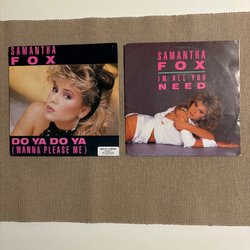 SAMANTHA
FOX
DO YA DO YA
(WANNA PLEASE ME)
SAMANTHA
FOX
I'M ALL YOU
NEED